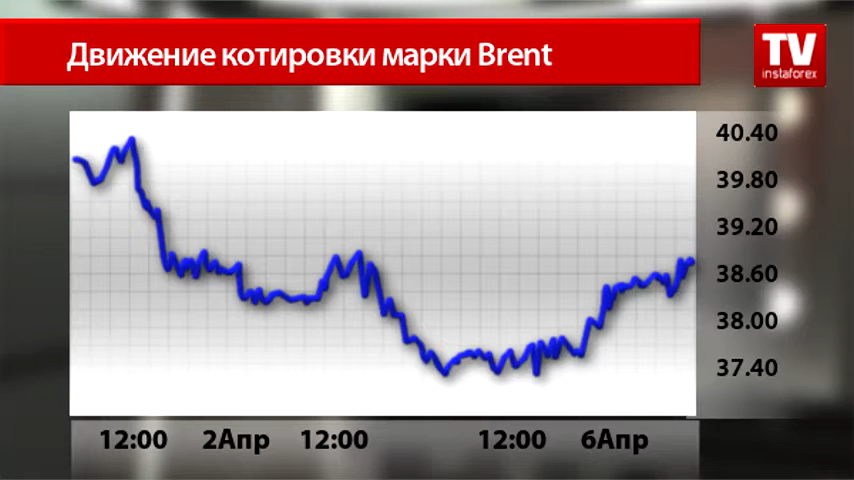 Движение котировки марки Brent
TV
instaforex
40.40
39.80
39.20
38.60
38.00
37.40
12:00 2Апр 12:00 12:00 6Апр